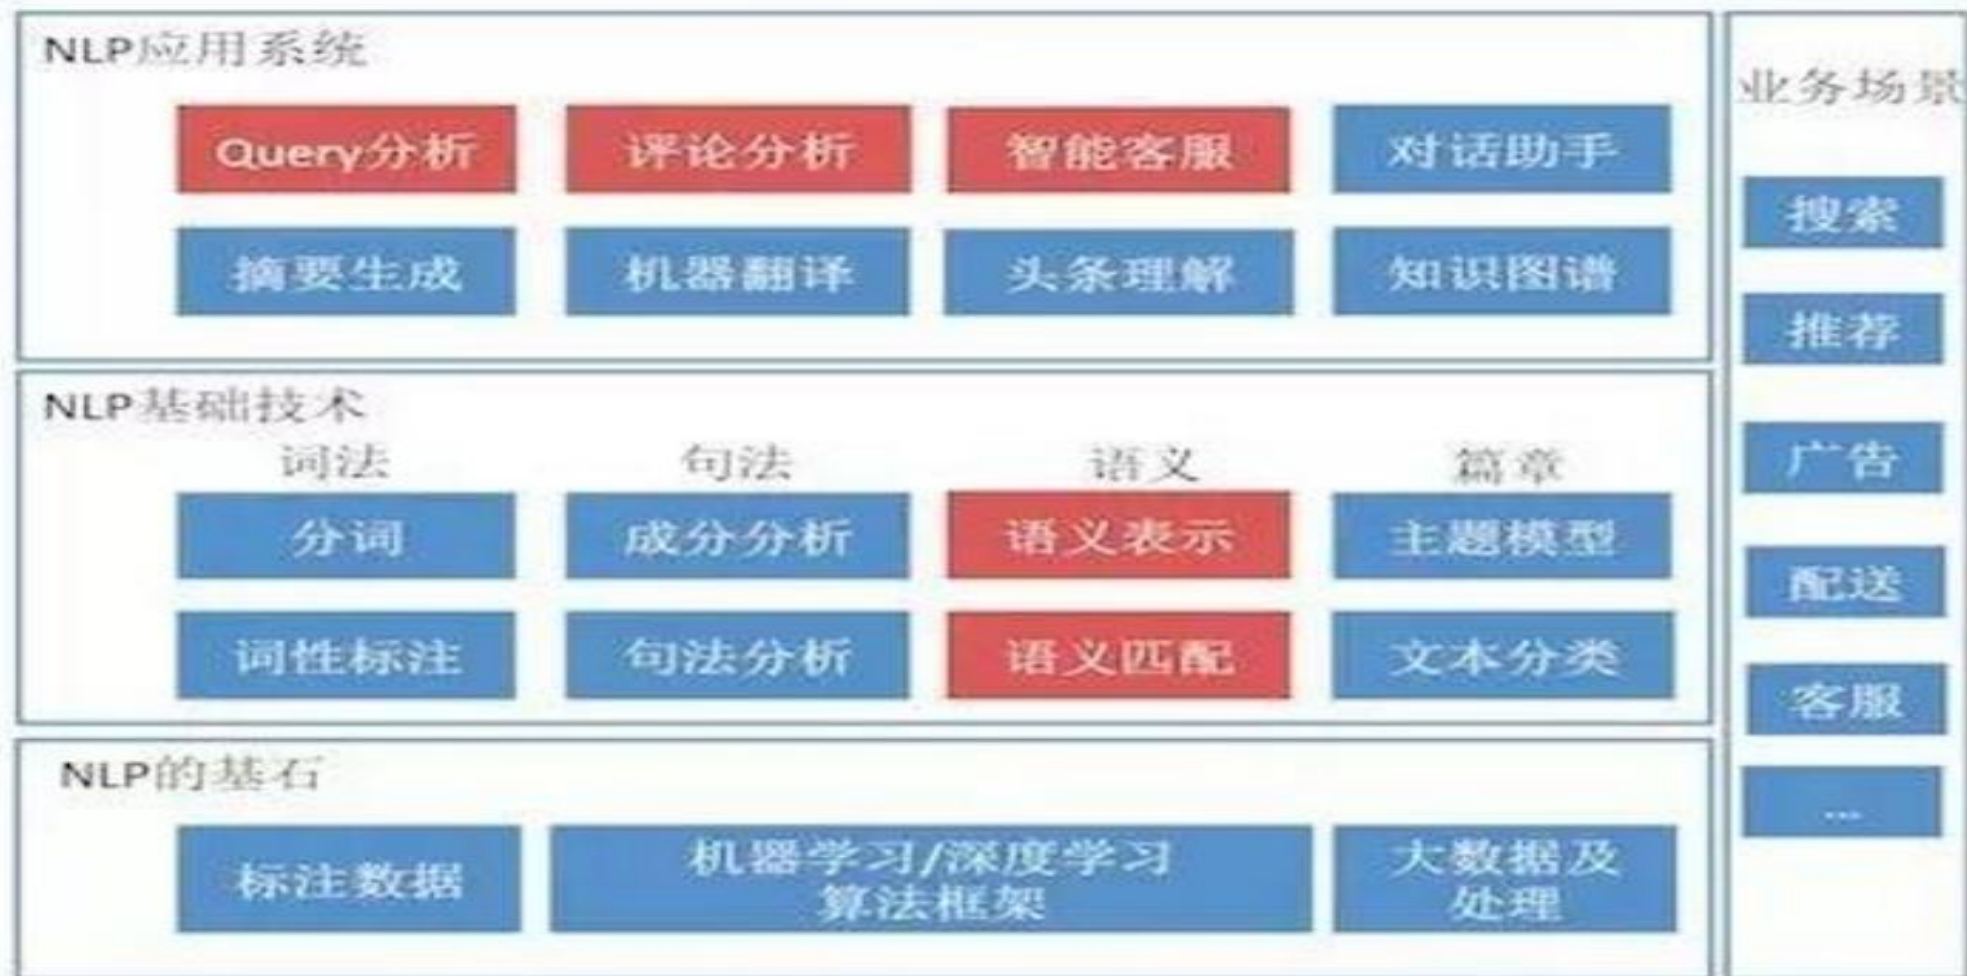 NLP应用系统
Query分析 评论分析 智能客服 对话助手
摘要生成 机器翻译 头条理解 知识图谱
NLP基础技术
词法 句法 语义 篇章
分词 成分分析 语义表示 主题模型
词性标注 句法分析 语义匹配 文本分类
NLP的基石
标注数据
机器学习/深度学习
算法框架
大数据及
处理
业务场景
搜索
推荐
广告
配送
客服
...